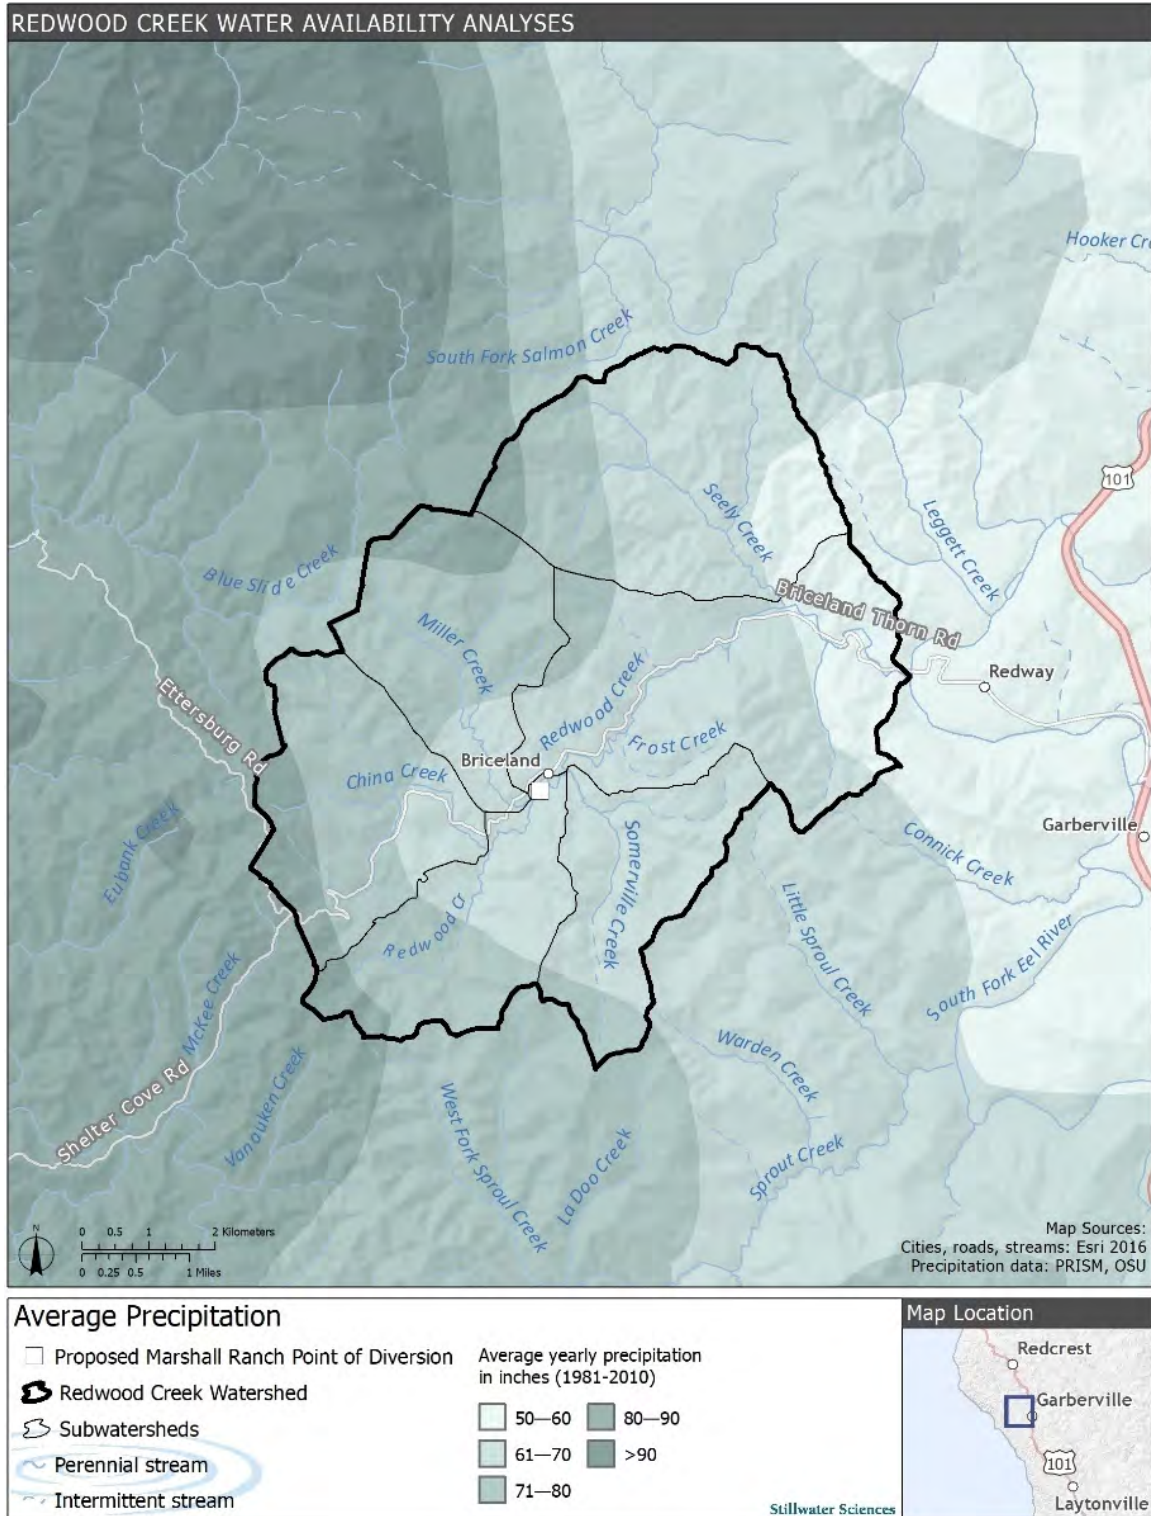 REDWOOD CREEK WATER AVAILABILITY ANALYSES
Hooker Cre
South Fork Salmon Creek
101
Seely Creek
Leggett Creek
Blue Slide Creek
Briceland Thorn Rd
Miller Creek
Redway
Ettersburg Rd
Redwood Creek
Frost Creek
Briceland
China Creek
Garberville
Eubank Creek
Somerville Creek
Connick Creek
Little Sproul Creek
Redwood Cr
South Fork Eel River
McKee Creek
Warden Creek
Shelter Cove Rd
Vanauken Creek
West Fork Sproul Creek
La Doo Creek
Sprout Creek
N
0 0.5 1 2 Kilometers
0 0.25 0.5 1 Miles
Map Sources:
Cities, roads, streams: Esri 2016
Precipitation data: PRISM, OSU
Average Precipitation
Proposed Marshall Ranch Point of Diversion
Redwood Creek Watershed
Subwatersheds
Perennial stream
Intermittent stream
Average yearly precipitation
in inches (1981-2010)
50—60
80—90
61—70
>90
71—80
Stillwater Sciences
Map Location
Redcrest
Garberville
101
Laytonville